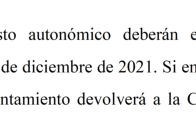 sto autonómico deberán e
de diciembre de 2021. Si en
ntamiento devolverá a la C